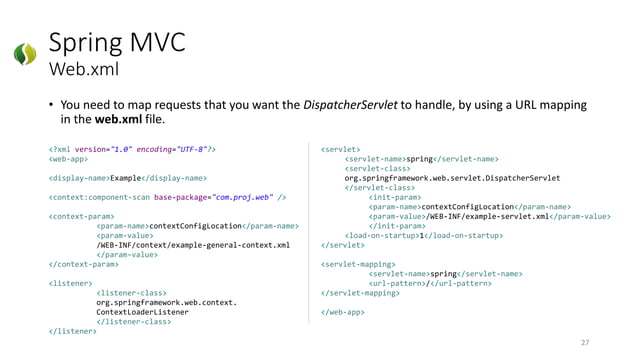 Spring MVC
Web.xml
• You need to map requests that you want the DispatcherServlet to handle, by using a URL mapping
in the web.xml file.
<?xml version="1.0" encoding="UTF-8"?>
<web-app>
<display-name>Example</display-name>
<context:component-scan base-package="com.proj.web" />
<context-param>
<param-name>contextConfigLocation</param-name>
<param-value>
/WEB-INF/context/example-general-context.xml
</param-value>
</context-param>
<listener>
<listener-class>
org.springframework.web.context.
ContextLoaderListener
</listener-class>
</listener>
<servlet>
<servlet-name>spring</servlet-name>
<servlet-class>
org.springframework.web.servlet.DispatcherServlet
</servlet-class>
<init-param>
<param-name>contextConfigLocation</param-name>
<param-value>/WEB-INF/example-servlet.xml</param-value>
</init-param>
<load-on-startup>1</load-on-startup>
</servlet>
<servlet-mapping>
<servlet-name>spring</servlet-name>
<url-pattern>/</url-pattern>
</servlet-mapping>
</web-app>
27